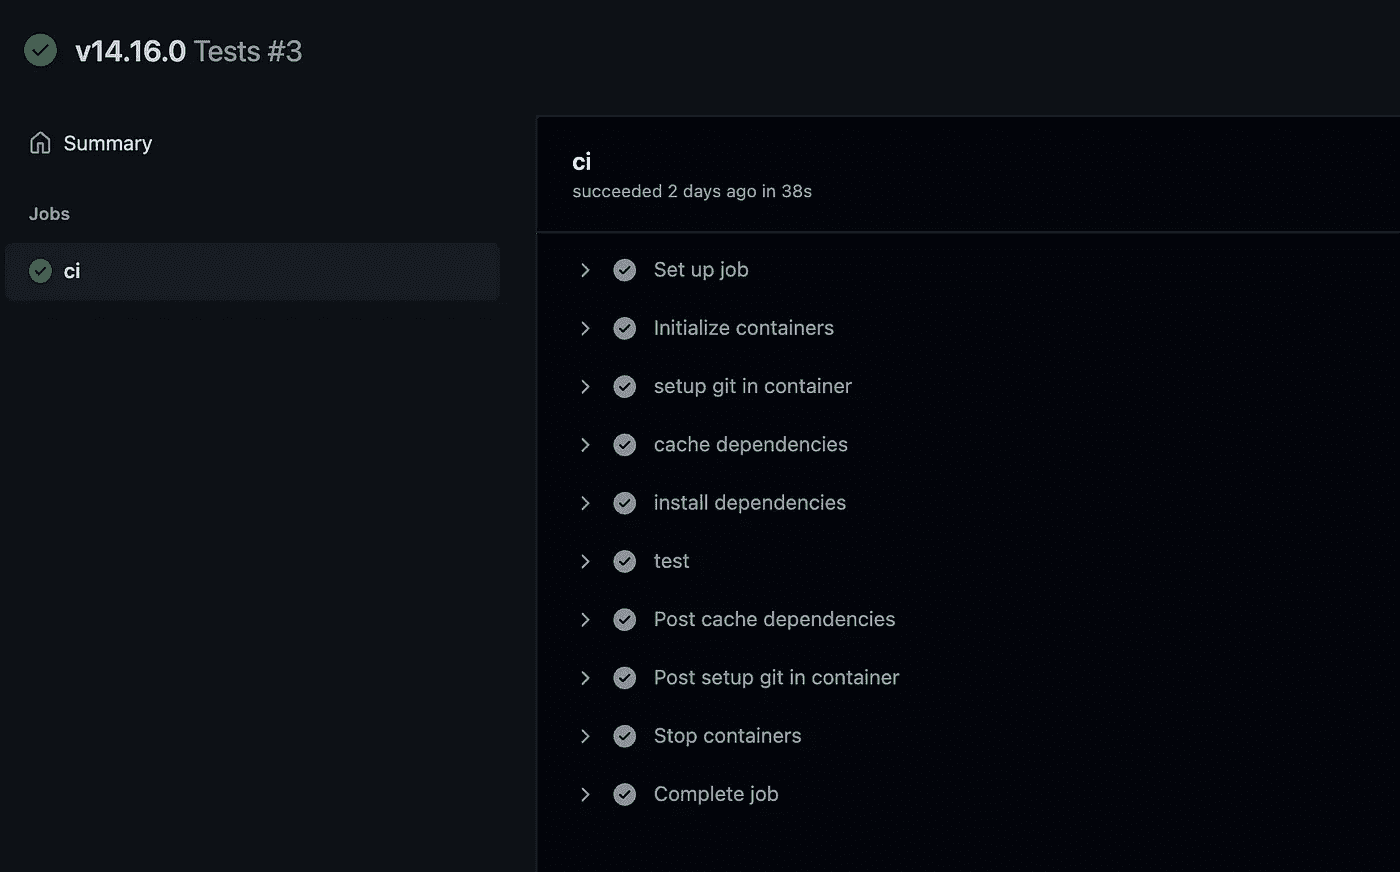 v14.16.0 Tests #3
Summary
Jobs
ci
ci
succeeded 2 days ago in 38s
Set up job
Initialize containers
setup git in container
cache dependencies
install dependencies
test
Post cache dependencies
Post setup git in container
Stop containers
Complete job